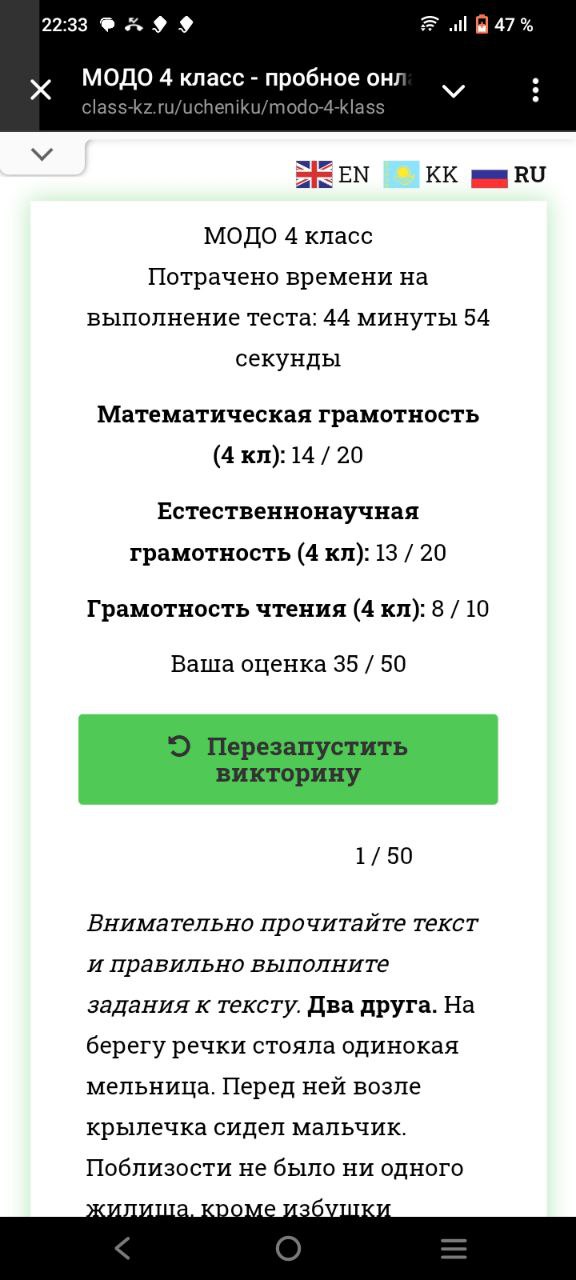 22:33
47 %
МОДО 4 класс - пробное онл
class-kz.ru/ucheniku/modo-4-klass
EN KK RU
МОДО 4 класс
Потрачено времени на
выполнение теста: 44 минуты 54
секунды
Математическая грамотность
(4 кл): 14 / 20
Естественнонаучная
грамотность (4 кл): 13 / 20
Грамотность чтения (4 кл): 8 / 10
Ваша оценка 35 / 50
Перезапустить
викторину
1 / 50
Внимательно прочитайте текст
и правильно выполните
задания к тексту. Два друга. На
берегу речки стояла одинокая
мельница. Перед ней возле
крылечка сидел мальчик.
Поблизости не было ни одного
жилища, кроме избушки